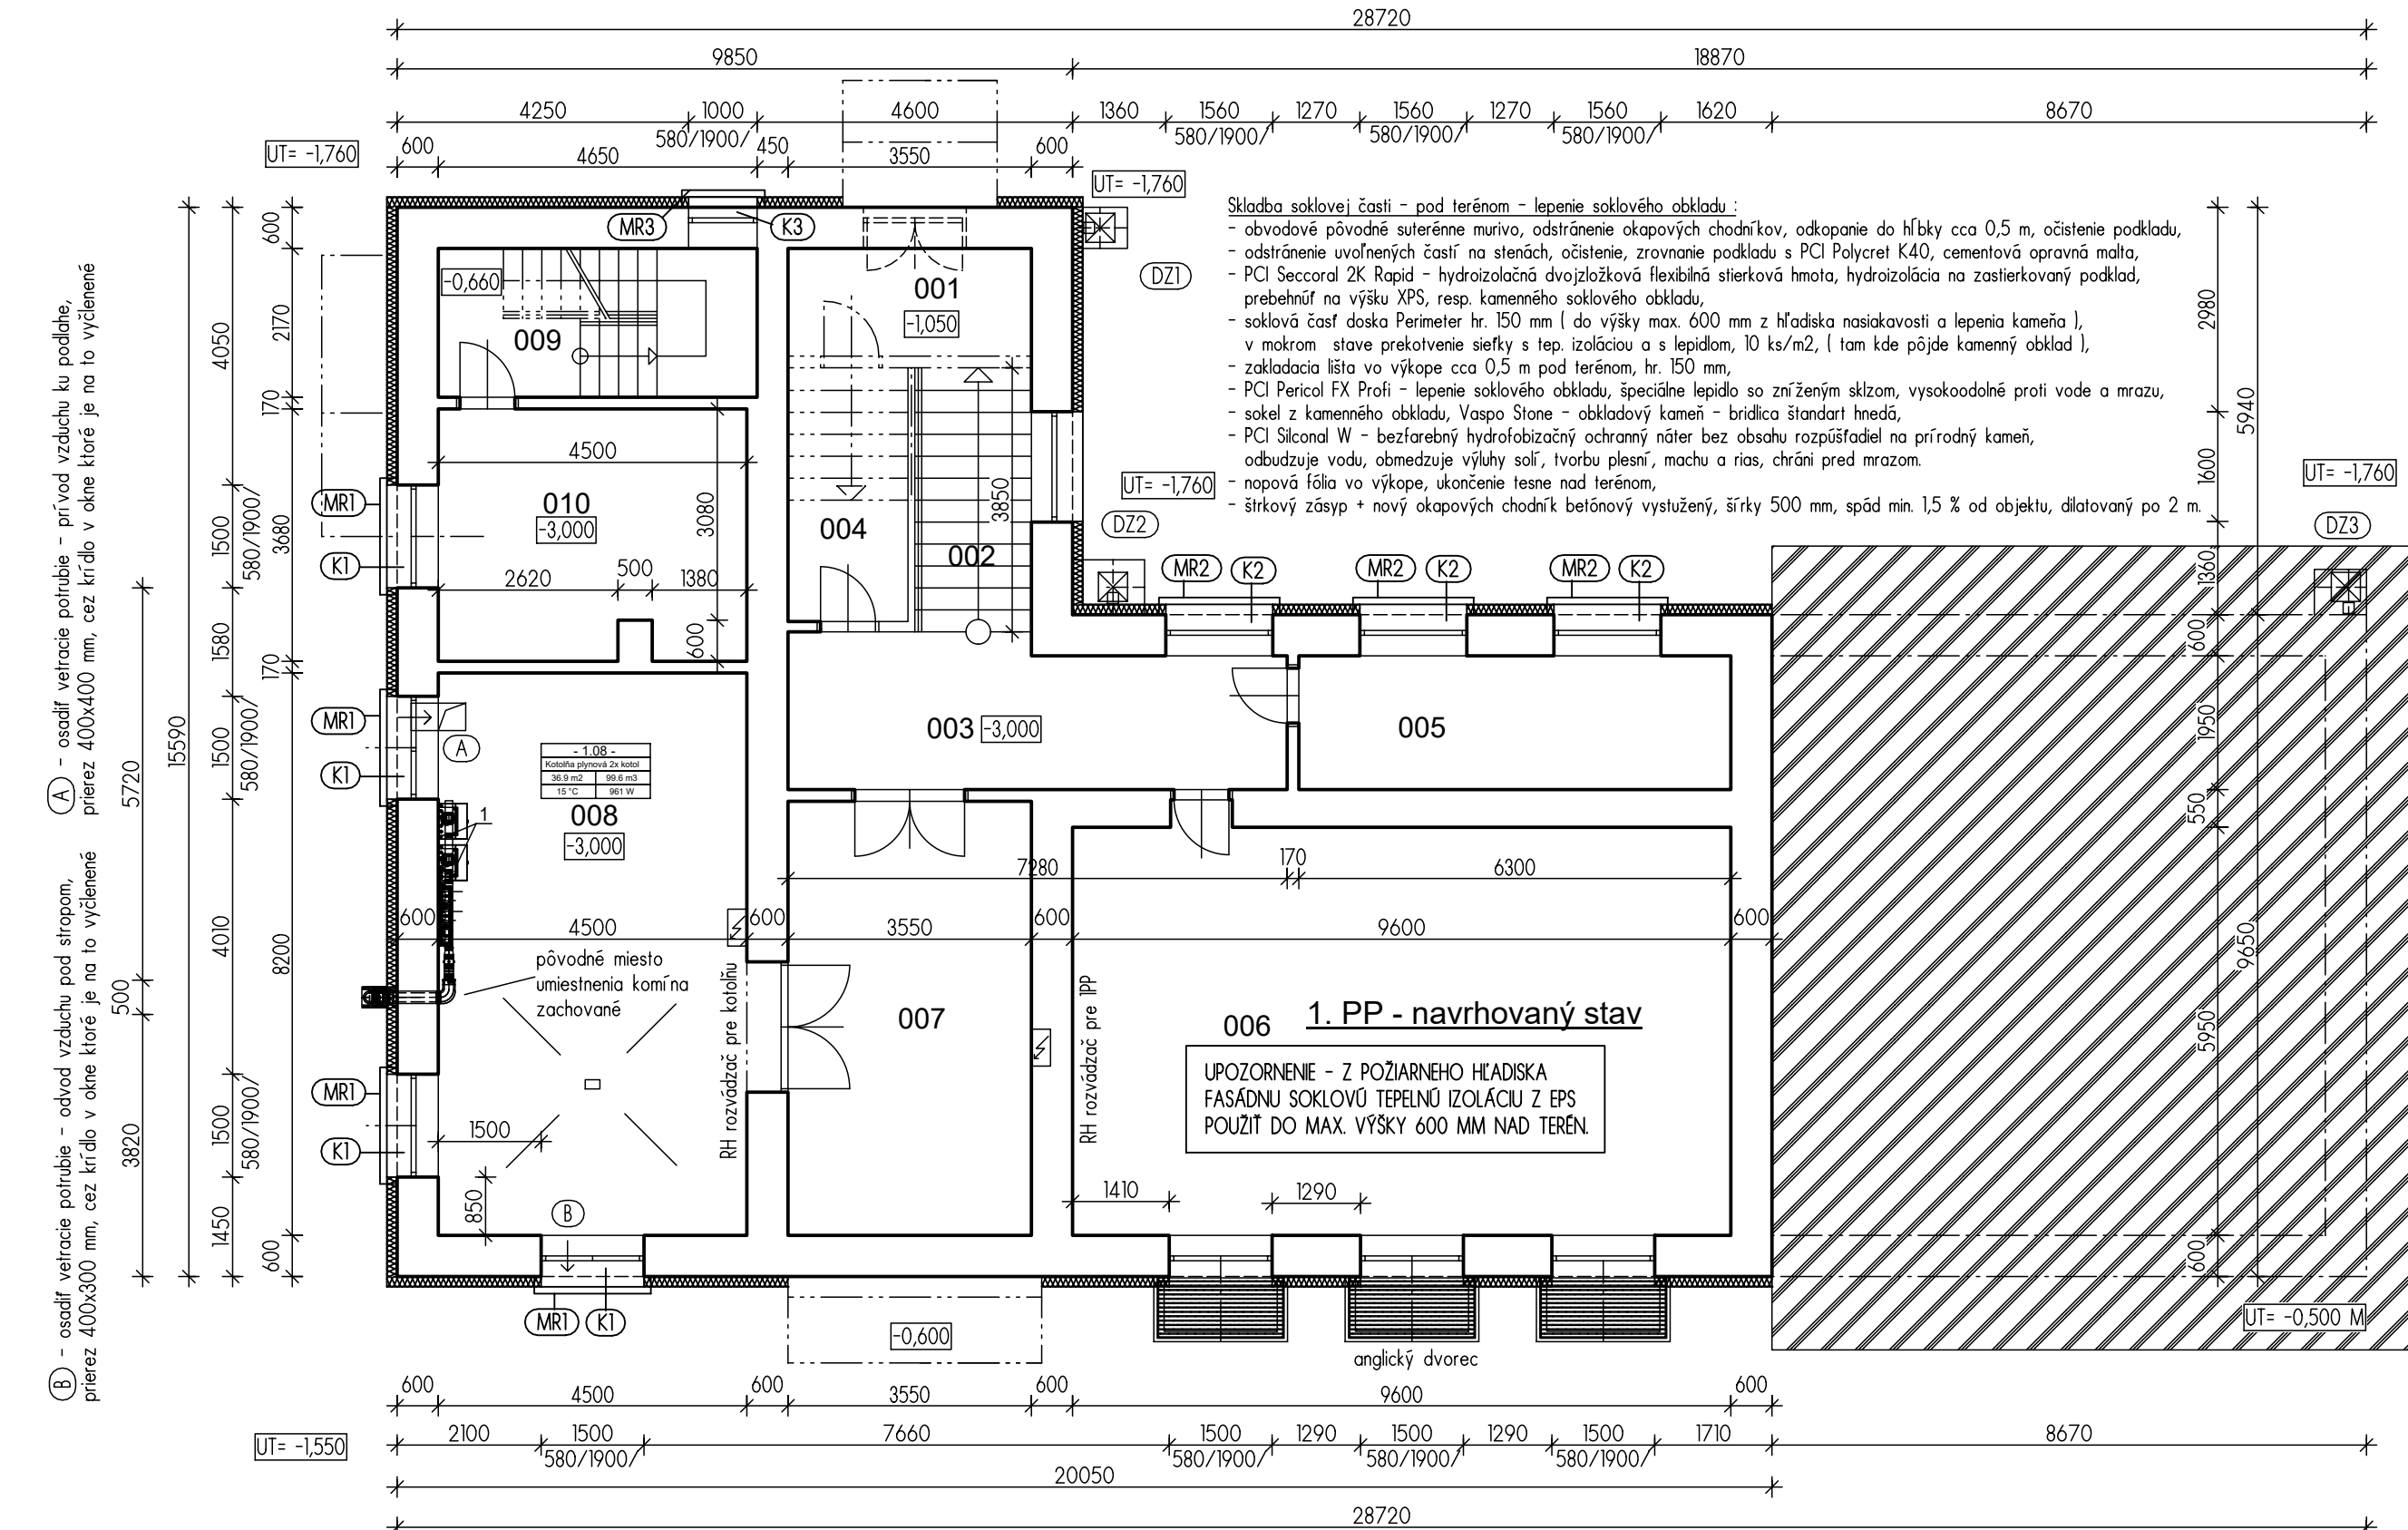 28720
9850 18870
4250 1000 4600 1360 1560 1270 1560 1270 1560 1620 8670
580/1900/ 580/1900/ 580/1900/ 580/1900/
600 4650 450 3550 600
UT= -1,760
UT= -1,760
MR3 K3
DZ1
Skladba soklovej časti - pod terénom - lepenie soklového obkladu :
- obvodové pôvodné suterénne murivo, odstránenie okapových chodníkov, odkopanie do hĺbky cca 0,5 m, očistenie podkladu,
- odstránenie uvoľnených častí na stenách, očistenie, zrovnanie podkladu s PCI Polycret K40, cementová opravná malta,
- PCI Seccoral 2K Rapid - hydroizolačná dvojzložková flexibilná stierková hmota, hydroizolácia na zastierkovaný podklad,
prebehnúť na výšku XPS, resp. kamenného soklového obkladu,
- soklová časť doska Perimeter hr. 150 mm ( do výšky max. 600 mm z hľadiska nasiakavosti a lepenia kameňa ),
v mokrom stave prekotvenie sieťky s tep. izoláciou a s lepidlom, 10 ks/m2, ( tam kde pôjde kamenný obklad ),
- zakladacia lišta vo výkope cca 0,5 m pod terénom, hr. 150 mm,
- PCI Pericol FX Profi - lepenie soklového obkladu, špeciálne lepidlo so zníženým sklzom, vysokoodolné proti vode a mrazu,
- sokel z kamenného obkladu, Vaspo Stone - obkladový kameň - bridlica štandart hnedá,
- PCI Silconal W - bezfarebný hydrofobizačný ochranný náter bez obsahu rozpúšťadiel na prírodný kameň,
odbudzuje vodu, obmedzuje výluhy solí, tvorbu plesní, machu a rias, chráni pred mrazom.
- nopová fólia vo výkope, ukončenie tesne nad terénom,
- štrkový zásyp + nový okapových chodník betónový vystužený, šírky 500 mm, spád min. 1,5 % od objektu, dilatovaný po 2 m.
UT= -1,760
UT= -1,760
DZ2
DZ3
A - osadiť vetracie potrubie - prívod vzduchu ku podlahe,
prierez 400x400 mm, cez krídlo v okne ktoré je na to vyčlenené
B - osadiť vetracie potrubie - odvod vzduchu pod stropom,
prierez 400x300 mm, cez krídlo v okne ktoré je na to vyčlenené
5720
500
3820
15590
4050
1500
580/1900/
1580
1500
580/1900/
4010
1500
580/1900/
1450
600
2170
170
3680
170
8200
600
-0,660
009
001
-1,050
4500
010
-3,000
3080
2620 500 1380
600
004
002
3850
MR1
K1
MR1
K1
MR1
K1
MR2 K2 MR2 K2 MR2 K2
003 -3,000
005
A
- 1.08 -
Kotolňa plynová 2x kotol
36.9 m2 99.6 m3
15 °C 961 W
008
-3,000
1
7280 170 6300
600 4500 600 3550 600 9600 600
pôvodné miesto
umiestnenia komína
zachované
RH rozvádzač pre kotolňu
RH rozvádzač pre 1PP
007
006
1. PP - navrhovaný stav
UPOZORNENIE - Z POŽIARNEHO HĽADISKA
FASÁDNU SOKLOVÚ TEPELNÚ IZOLÁCIU Z EPS
POUŽIŤ DO MAX. VÝŠKY 600 MM NAD TERÉN.
1500
850
B
1410 1290
MR1 K1
-0,600
anglický dvorec
2980
1600
1360
600
1950
550
5950
600
5940
9650
UT= -0,500 M
600 4500 600 3550 600 9600 600
UT= -1,550
2100 1500 7660 1500 1290 1500 1290 1500 1710 8670
580/1900/ 580/1900/ 580/1900/ 580/1900/
20050
28720